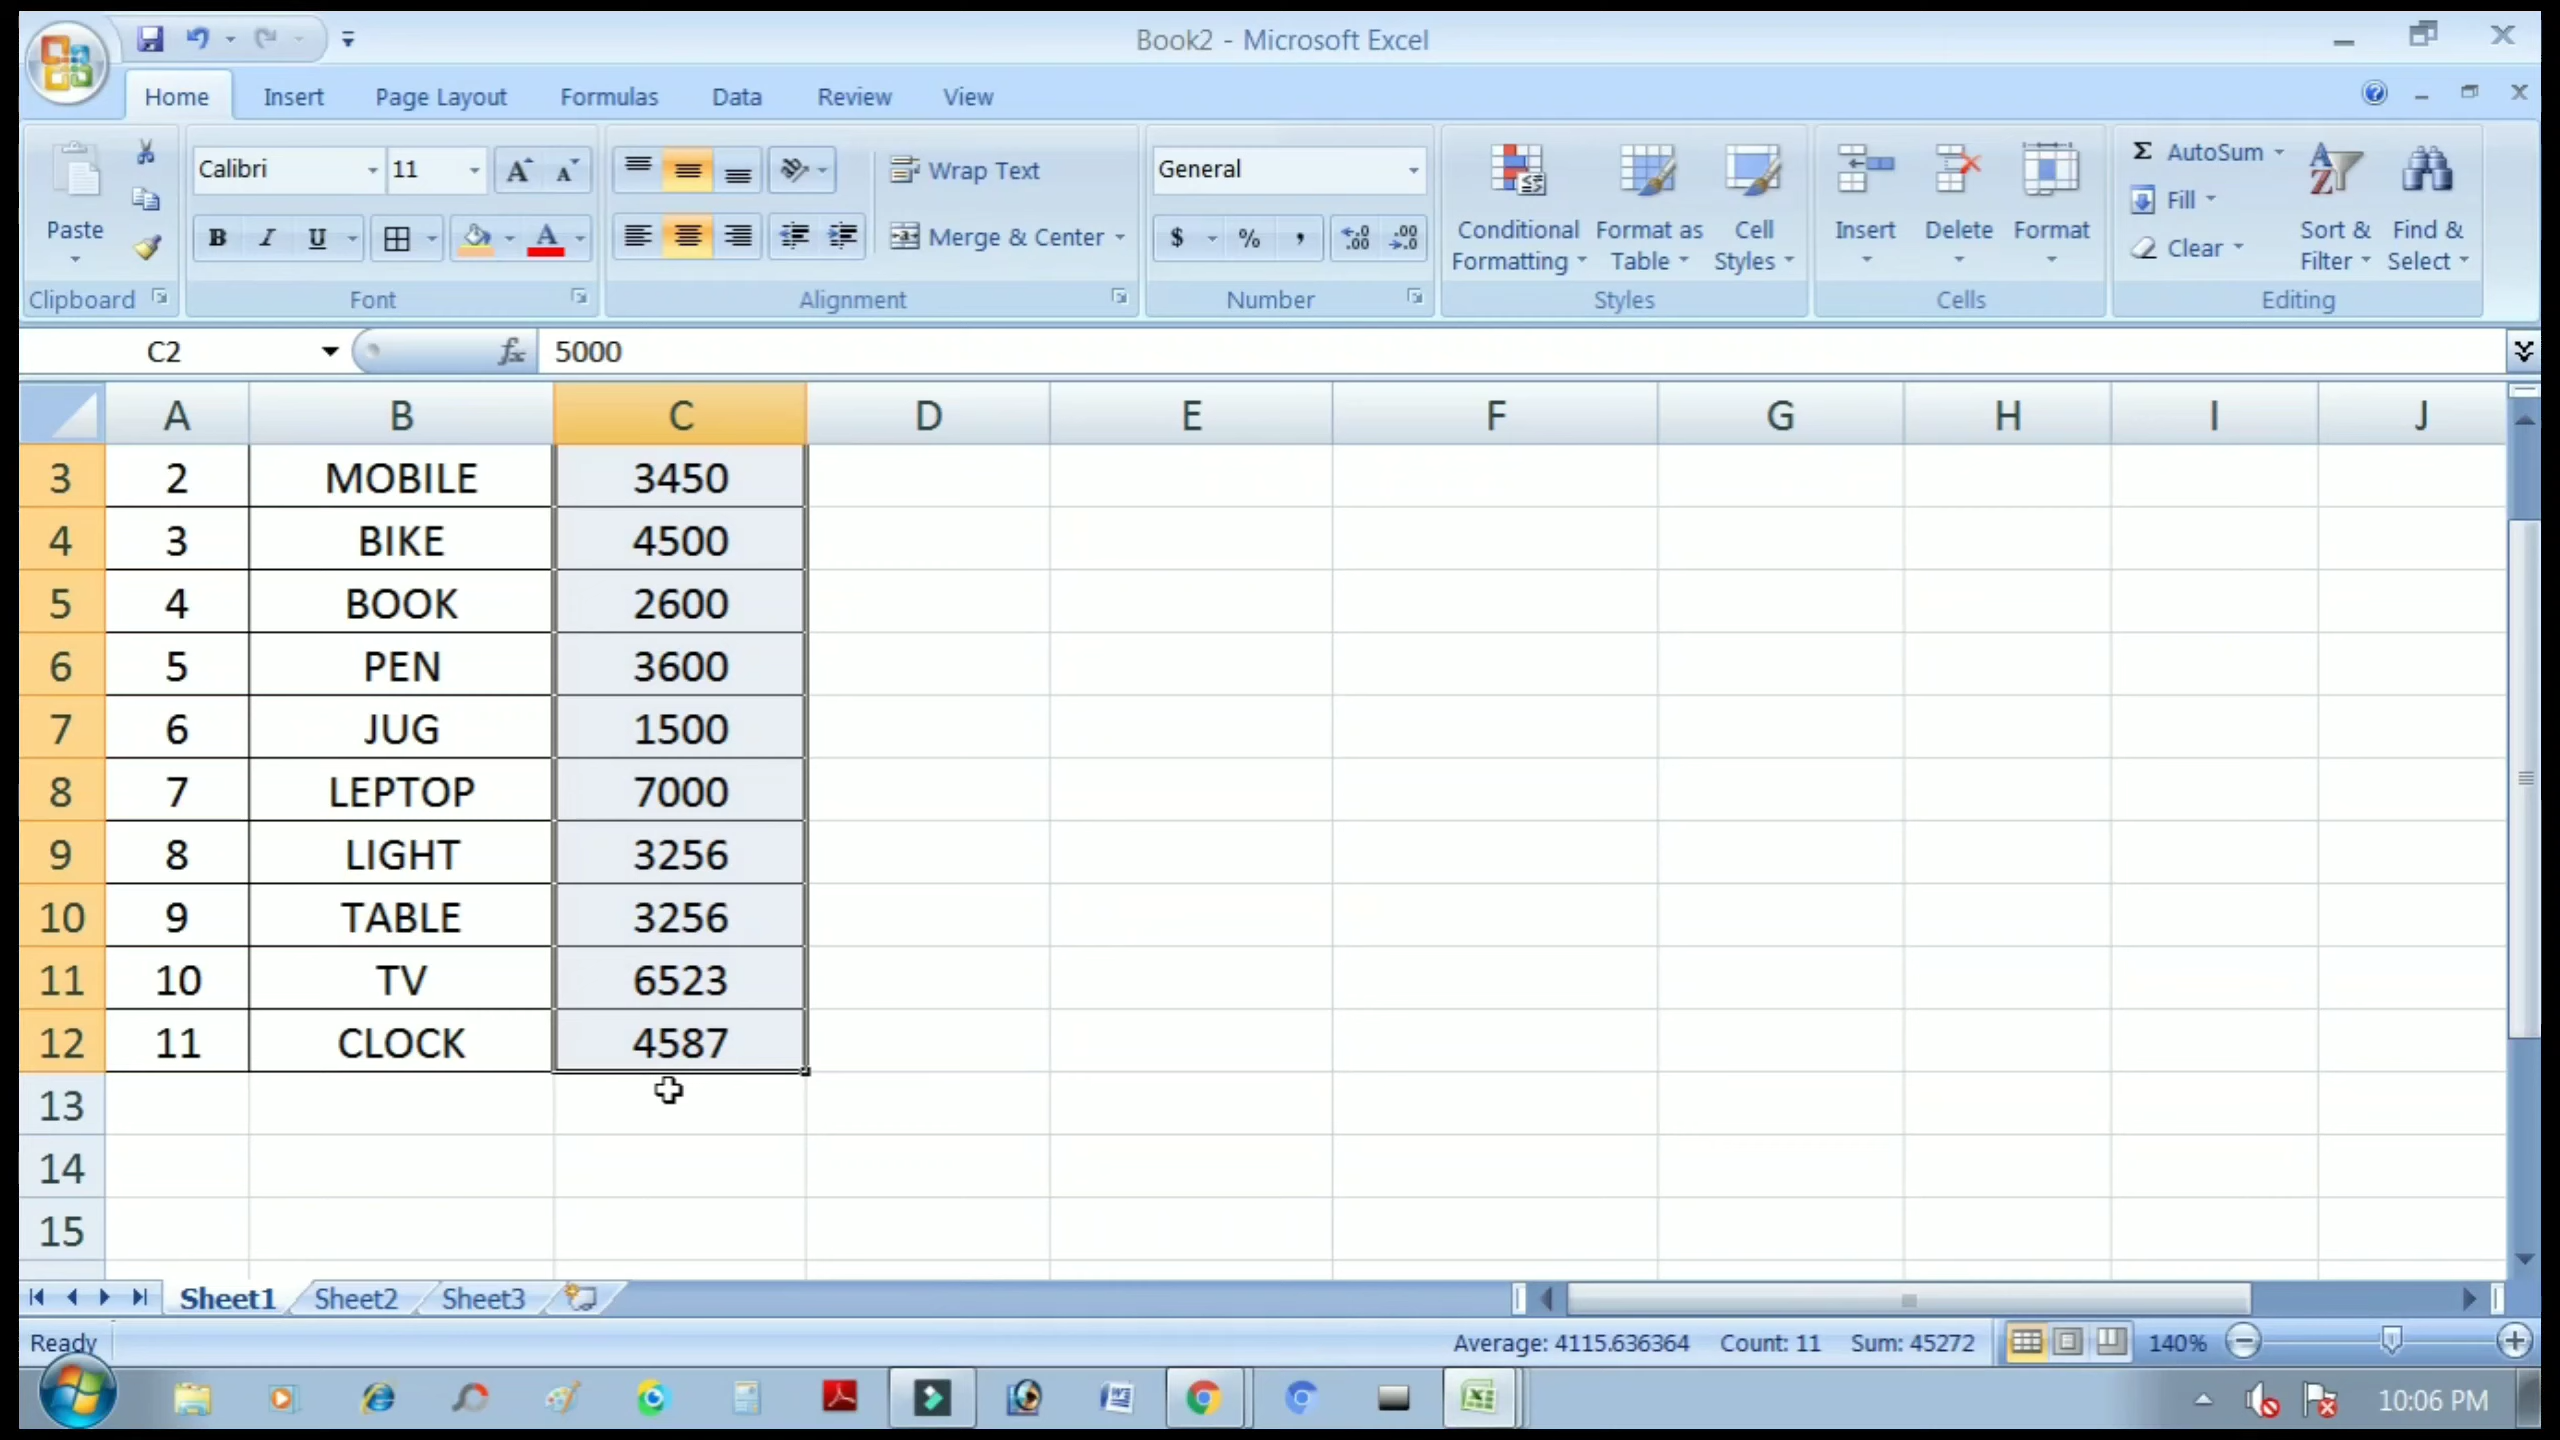 Book2 - Microsoft Excel
Home Insert Page Layout Formulas Data Review View
Calibri 11 Wrap Text General AutoSum
Paste Conditional Formatting Format as Table Cell Styles Insert Delete Format Fill Sort & Filter Find & Select
B I U A Merge & Center $ % , Clear
Clipboard Font Alignment Number Styles Cells Editing
C2 fx 5000
A B C D E F G H I J
3 2 MOBILE 3450
4 3 BIKE 4500
5 4 BOOK 2600
6 5 PEN 3600
7 6 JUG 1500
8 7 LEPTOP 7000
9 8 LIGHT 3256
10 9 TABLE 3256
11 10 TV 6523
12 11 CLOCK 4587
13
14
15
Sheet1 Sheet2 Sheet3
Ready Average: 4115.636364 Count: 11 Sum: 45272 140%
10:06 PM